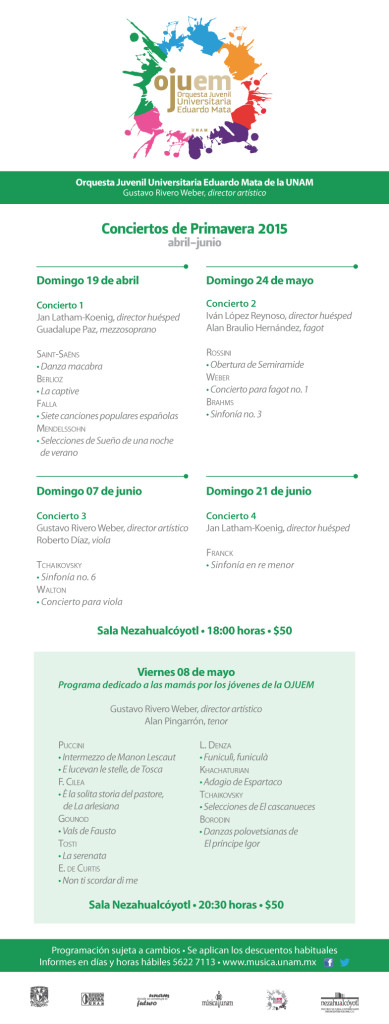 ojuem
Orquesta Juvenil
Universitaria
Eduardo Mata
UNAM
Orquesta Juvenil Universitaria Eduardo Mata de la UNAM
Gustavo Rivero Weber, director artístico
Conciertos de Primavera 2015
abril–junio
Domingo 19 de abril
Concierto 1
Jan Latham-Koenig, director huésped
Guadalupe Paz, mezzosoprano
Saint-Saëns
• Danza macabra
Berlioz
• La captive
Falla
• Siete canciones populares españolas
Mendelssohn
• Selecciones de Sueño de una noche
de verano
Domingo 24 de mayo
Concierto 2
Iván López Reynoso, director huésped
Alan Braulio Hernández, fagot
Rossini
• Obertura de Semiramide
Weber
• Concierto para fagot no. 1
Brahms
• Sinfonía no. 3
Domingo 07 de junio
Concierto 3
Gustavo Rivero Weber, director artístico
Roberto Díaz, viola
Tchaikovsky
• Sinfonía no. 6
Walton
• Concierto para viola
Domingo 21 de junio
Concierto 4
Jan Latham-Koenig, director huésped
Franck
• Sinfonía en re menor
Sala Nezahualcóyotl • 18:00 horas • $50
Viernes 08 de mayo
Programa dedicado a las mamás por los jóvenes de la OJUEM
Gustavo Rivero Weber, director artístico
Alan Pingarrón, tenor
Puccini
• Intermezzo de Manon Lescaut
• E lucevan le stelle, de Tosca
F. Cilea
• È la solita storia del pastore,
de La arlesiana
Gounod
• Vals de Fausto
Tosti
• La serenata
E. de Curtis
• Non ti scordar di me
L. Denza
• Funiculì, funiculà
Khachaturian
• Adagio de Espartaco
Tchaikovsky
• Selecciones de El cascanueces
Borodin
• Danzas polovetsianas de
El príncipe Igor
Sala Nezahualcóyotl • 20:30 horas • $50
Programación sujeta a cambios • Se aplican los descuentos habituales
Informes en días y horas hábiles 5622 7113 • www.musica.unam.mx
músicaunam
nezahualcóyotl